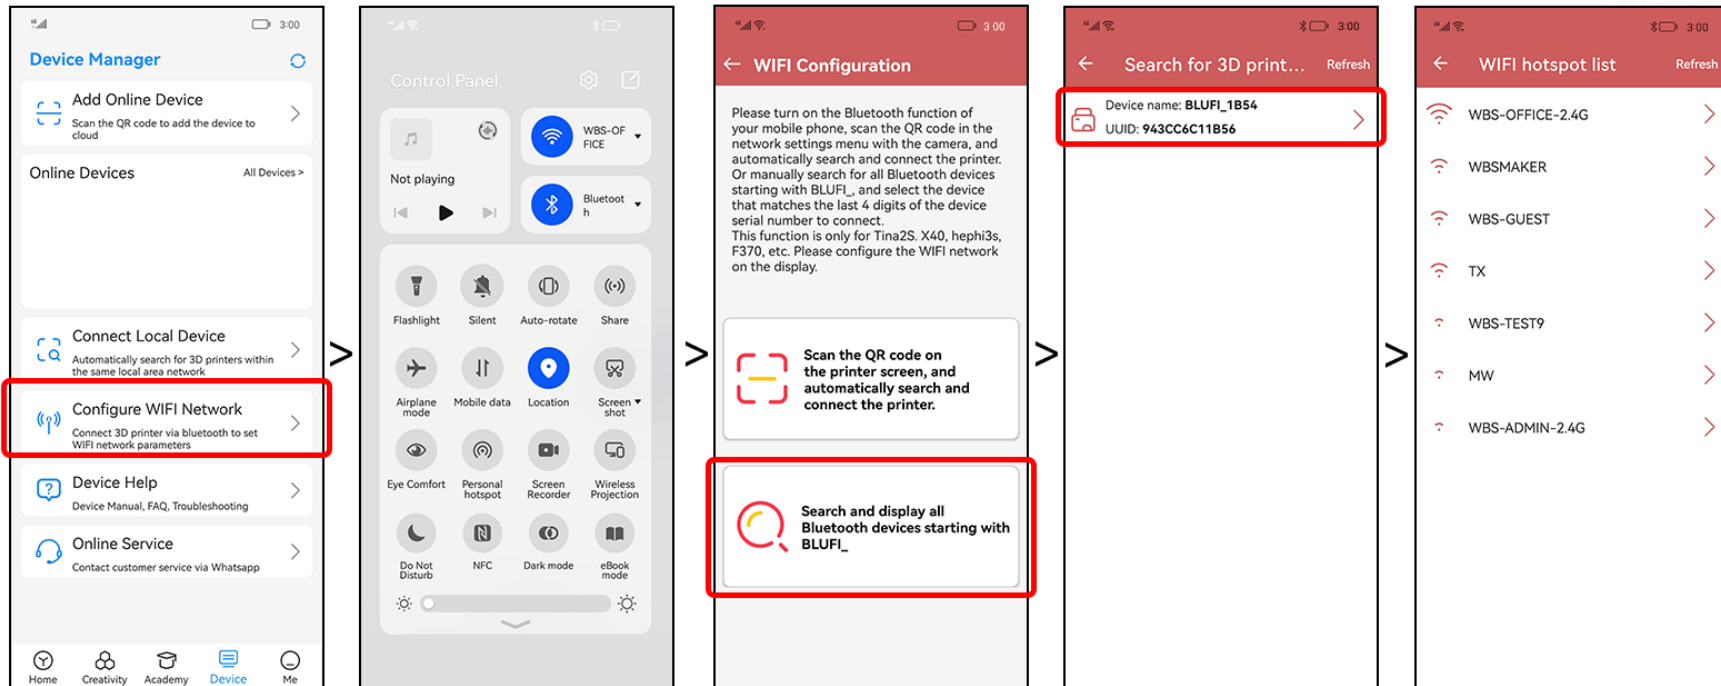 3:00
Device Manager
Add Online Device
Scan the QR code to add the device to
cloud
Online Devices
All Devices >
Connect Local Device
Automatically search for 3D printers within
the same local area network
Configure WIFI Network
Connect 3D printer via bluetooth to set
WIFI network parameters
Device Help
Device Manual, FAQ, Troubleshooting
Online Service
Contact customer service via Whatsapp
Home
Creativity
Academy
Device
Me
>
Control Panel
WBS-OF
FICE
Not playing
Bluetoot
h
Flashlight
Silent
Auto-rotate
Share
Airplane
mode
Mobile data
Location
Screen
shot
Eye Comfort
Personal
hotspot
Screen
Recorder
Wireless
Projection
Do Not
Disturb
NFC
Dark mode
eBook
mode
>
3:00
WIFI Configuration
Please turn on the Bluetooth function of
your mobile phone, scan the QR code in the
network settings menu with the camera, and
automatically search and connect the printer.
Or manually search for all Bluetooth devices
starting with BLUFI_, and select the device
that matches the last 4 digits of the device
serial number to connect.
This function is only for Tina2S. X40, hephi3s,
F370, etc. Please configure the WIFI network
on the display.
Scan the QR code on
the printer screen, and
automatically search and
connect the printer.
Search and display all
Bluetooth devices starting with
BLUFI_
>
3:00
Search for 3D print...
Refresh
Device name: BLUFI_1B54
UUID: 943CC6C11B56
>
3:00
WIFI hotspot list
Refresh
WBS-OFFICE-2.4G
WBSMAKER
WBS-GUEST
TX
WBS-TEST9
MW
WBS-ADMIN-2.4G